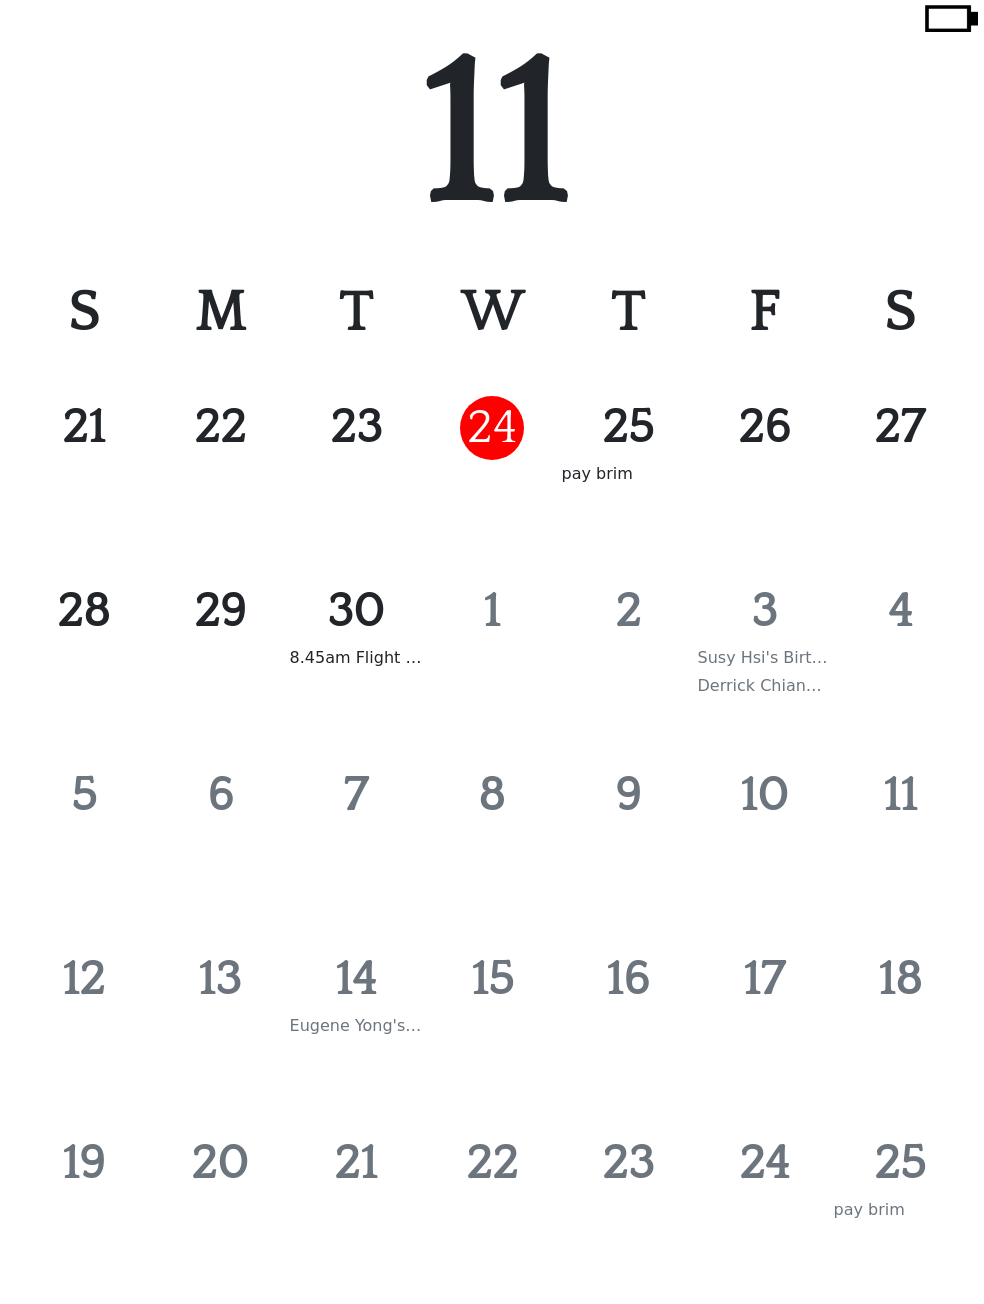 11
S M T W T F S
21 22 23 24 25 26 27
pay brim
28 29 30 1 2 3 4
8.45am Flight ... Susy Hsi's Birt...
Derrick Chian...
5 6 7 8 9 10 11
12 13 14 15 16 17 18
Eugene Yong's...
19 20 21 22 23 24 25
pay brim